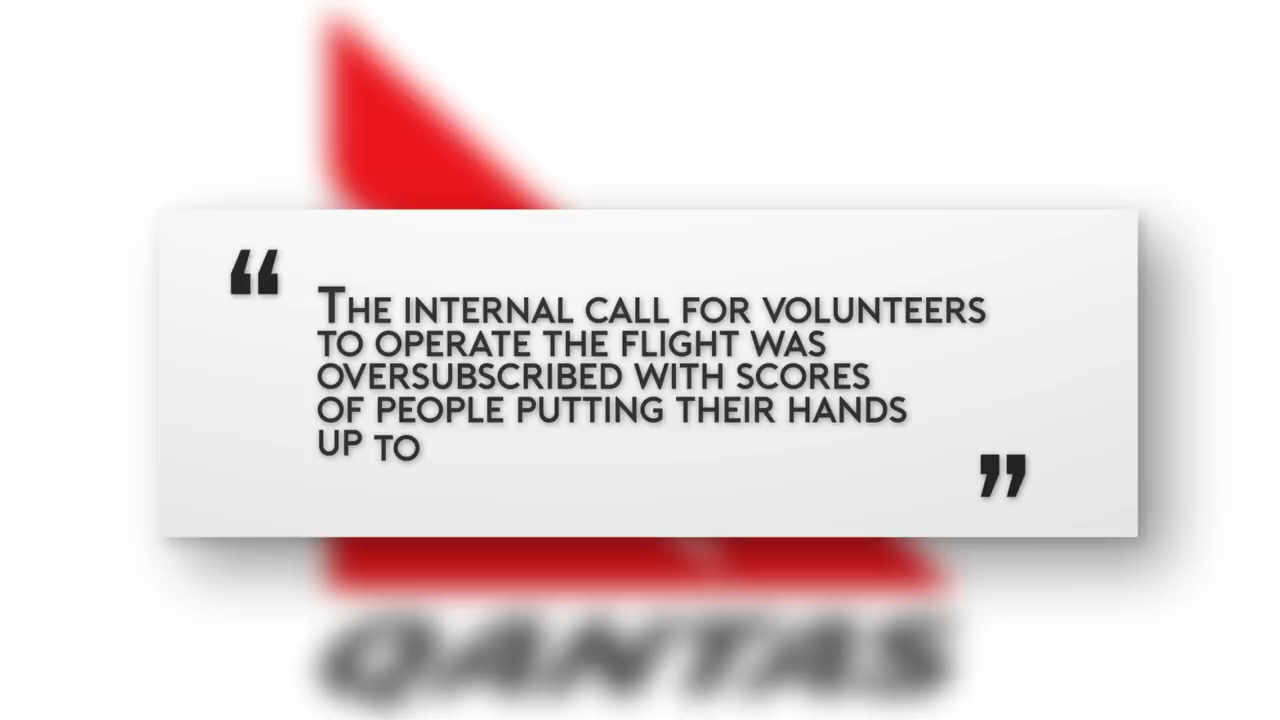 “ THE INTERNAL CALL FOR VOLUNTEERS
TO OPERATE THE FLIGHT WAS
OVERSUBSCRIBED WITH SCORES
OF PEOPLE PUTTING THEIR HANDS
UP TO
”
QANTAS